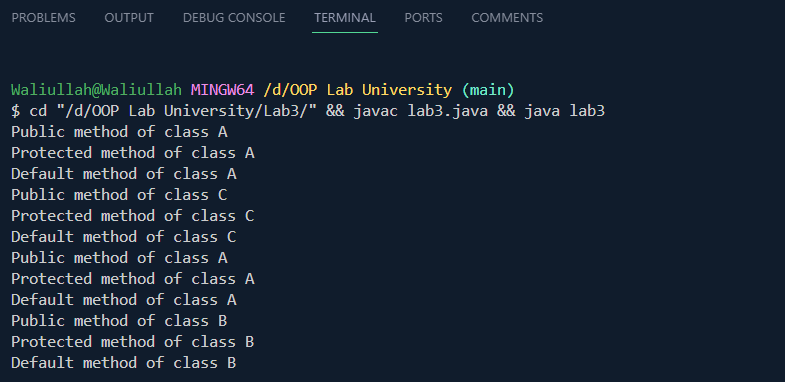 PROBLEMS OUTPUT DEBUG CONSOLE TERMINAL PORTS COMMENTS
Waliullah@Waliullah MINGW64 /d/OOP Lab University (main)
$ cd "/d/OOP Lab University/Lab3/" && javac lab3.java && java lab3
Public method of class A
Protected method of class A
Default method of class A
Public method of class C
Protected method of class C
Default method of class C
Public method of class A
Protected method of class A
Default method of class A
Public method of class B
Protected method of class B
Default method of class B